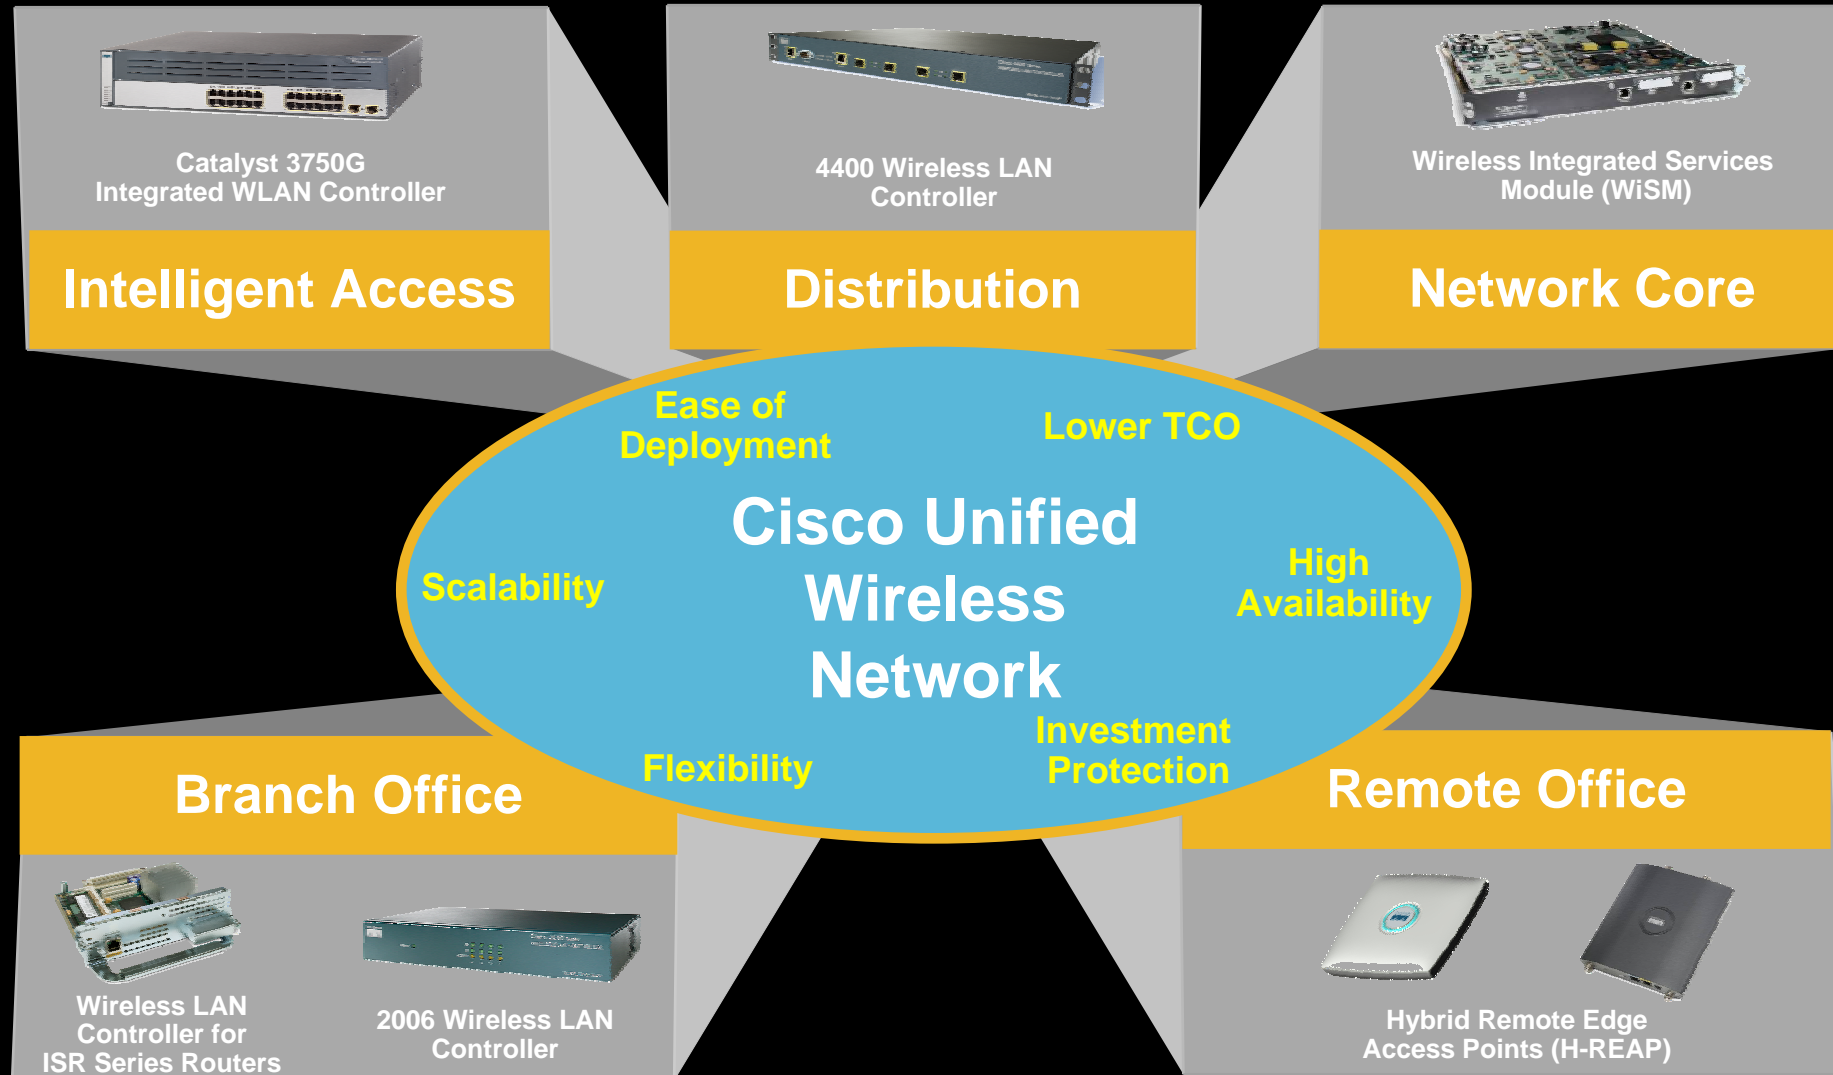 Catalyst 3750G
Integrated WLAN Controller
4400 Wireless LAN
Controller
Wireless Integrated Services
Module (WiSM)
Intelligent Access
Distribution
Network Core
Ease of
Deployment
Lower TCO
Cisco Unified
Wireless
Network
Scalability
High
Availability
Flexibility
Investment
Protection
Branch Office
Remote Office
Wireless LAN
Controller for
ISR Series Routers
2006 Wireless LAN
Controller
Hybrid Remote Edge
Access Points (H-REAP)